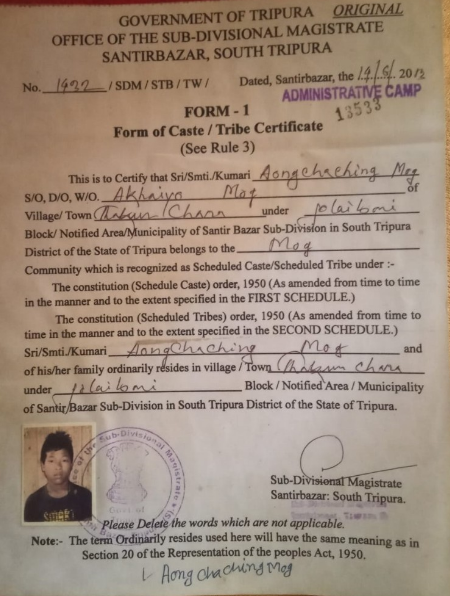 ORIGINAL
GOVERNMENT OF TRIPURA
OFFICE OF THE SUB-DIVISIONAL MAGISTRATE
SANTIRBAZAR, SOUTH TRIPURA
No. 1922 / SDM / STB / TW / Dated, Santirbazar, the 19/6/ 2013
ADMINISTRATIVE CAMP
13533
FORM - 1
Form of Caste / Tribe Certificate
(See Rule 3)
This is to Certify that Sri/Smti./Kumari Aongchaching Mog
S/O, D/O, W/O. Akhaiya Mog of
Village/ Town Thakun Chara under jolaibari
Block/ Notified Area/Municipality of Santir Bazar Sub-Division in South Tripura
District of the State of Tripura belongs to the Mog
Community which is recognized as Scheduled Caste/Scheduled Tribe under :-
The constitution (Schedule Caste) order, 1950 (As amended from time to time
in the manner and to the extent specified in the FIRST SCHEDULE.)
The constitution (Scheduled Tribes) order, 1950 (As amended from time to
time in the manner and to the extent specified in the SECOND SCHEDULE.)
Sri/Smti./Kumari AongChaching Mog and
of his/her family ordinarily resides in village / Town Thakun Chara
under jolaibari Block / Notified Area / Municipality
of Santir Bazar Sub-Division in South Tripura District of the State of Tripura.
of the Sub-Divisional Magistrate
Sub-Divisional Magistrate
Santirbazar: South Tripura.
Please Delete the words which are not applicable.
Note:- The term Ordinarily resides used here will have the same meaning as in
Section 20 of the Representation of the peoples Act, 1950.
Aongchaching Mog